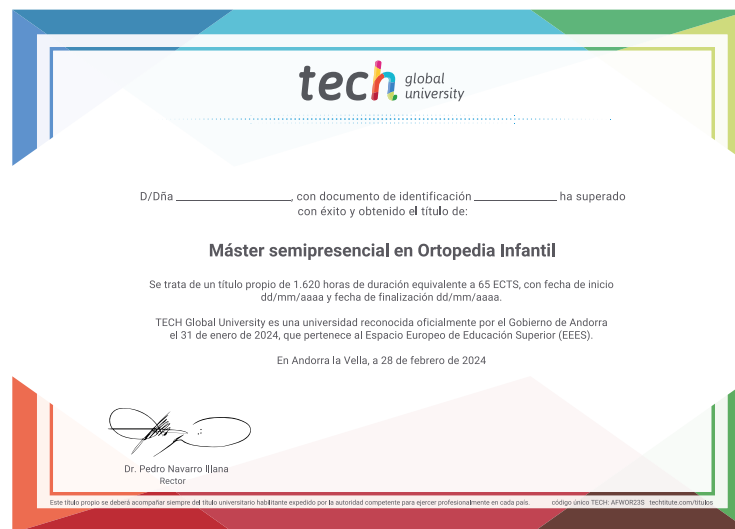 tech global university
D/Dña ____________________, con documento de identificación ______________ ha superado
con éxito y obtenido el título de:
Máster semipresencial en Ortopedia Infantil
Se trata de un título propio de 1.620 horas de duración equivalente a 65 ECTS, con fecha de inicio
dd/mm/aaaa y fecha de finalización dd/mm/aaaa.
TECH Global University es una universidad reconocida oficialmente por el Gobierno de Andorra
el 31 de enero de 2024, que pertenece al Espacio Europeo de Educación Superior (EEES).
En Andorra la Vella, a 28 de febrero de 2024
Dr. Pedro Navarro Illana
Rector
Este título propio se deberá acompañar siempre del título universitario habilitante expedido por la autoridad competente para ejercer profesionalmente en cada país. código único TECH: AFWOR23S techtitute.com/titulos